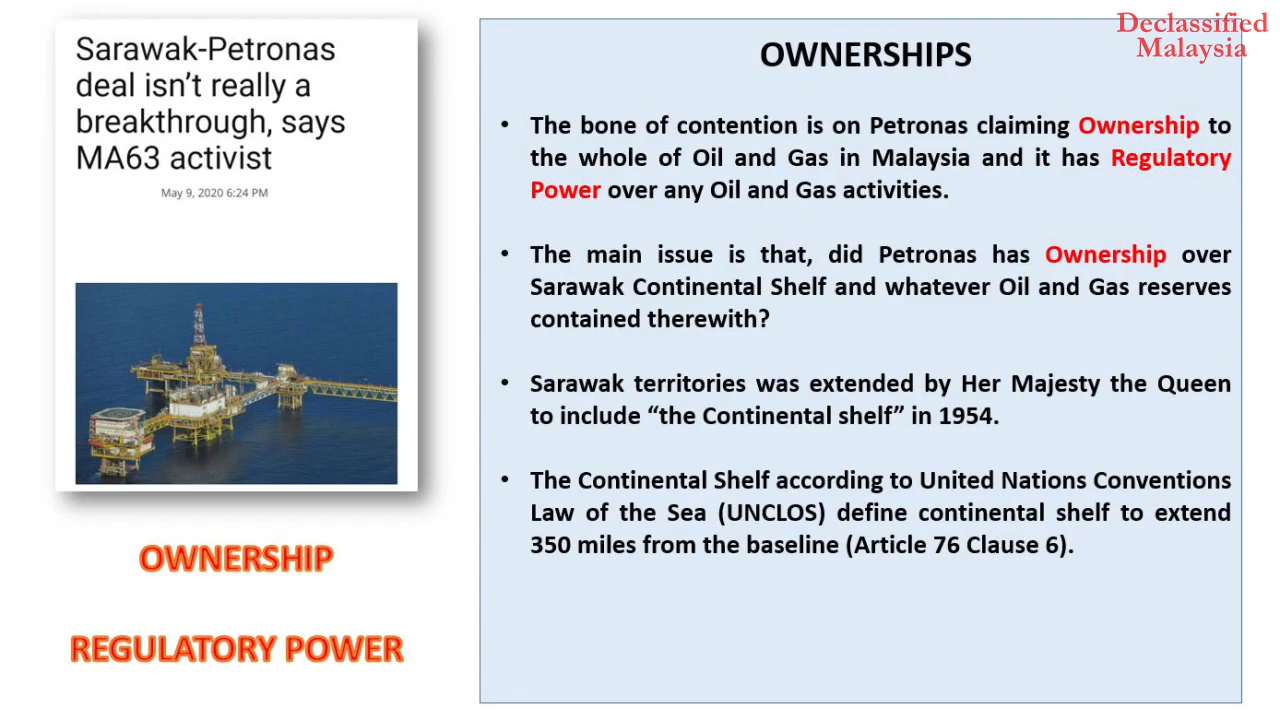 Sarawak-Petronas
deal isn't really a
breakthrough, says
MA63 activist
May 9, 2020 6:24 PM
OWNERSHIP
REGULATORY POWER
Declassified
Malaysia
OWNERSHIPS
• The bone of contention is on Petronas claiming Ownership to
the whole of Oil and Gas in Malaysia and it has Regulatory
Power over any Oil and Gas activities.
• The main issue is that, did Petronas has Ownership over
Sarawak Continental Shelf and whatever Oil and Gas reserves
contained therewith?
• Sarawak territories was extended by Her Majesty the Queen
to include “the Continental shelf” in 1954.
• The Continental Shelf according to United Nations Conventions
Law of the Sea (UNCLOS) define continental shelf to extend
350 miles from the baseline (Article 76 Clause 6).